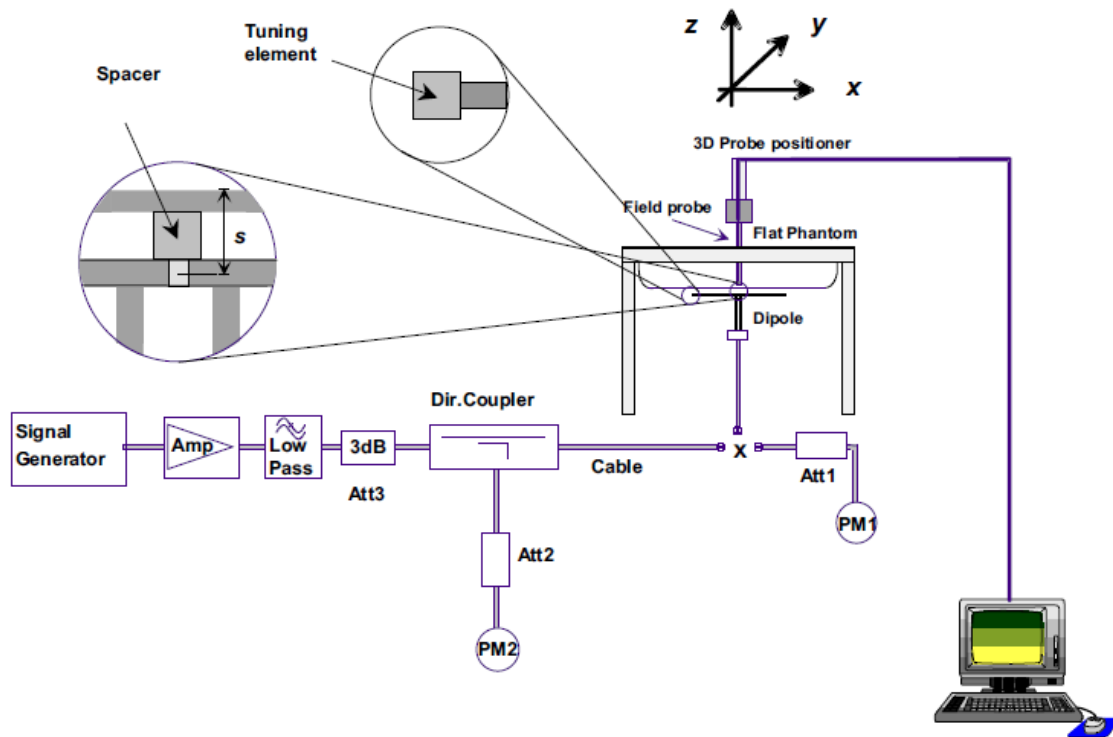 Tuning
element
Spacer
s
z
y
x
3D Probe positioner
Field probe
Flat Phantom
Dipole
Dir.Coupler
Signal
Generator
Amp
Low
Pass
3dB
Att3
Cable
X
Att1
PM1
Att2
PM2